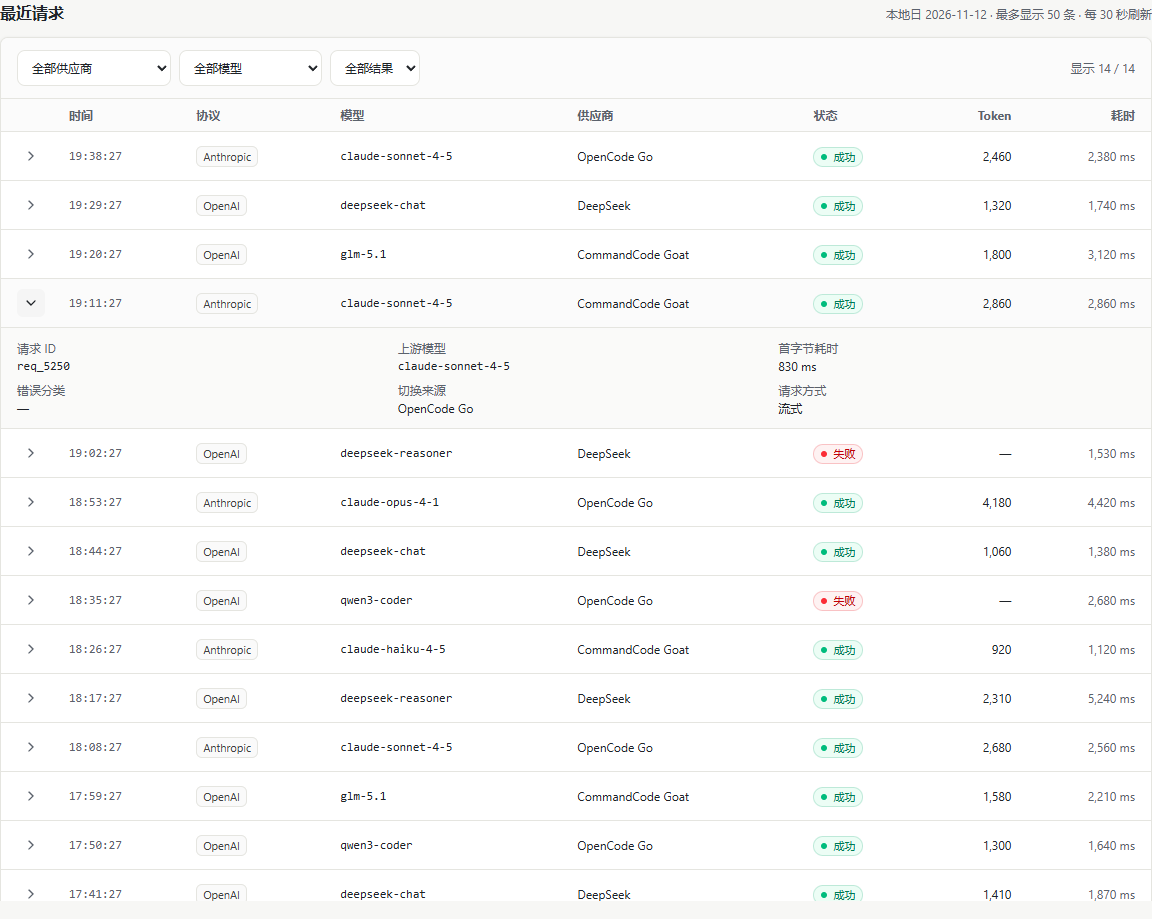 最近请求 本地日 2026-11-12 · 最多显示 50 条 · 每 30 秒刷新
全部供应商 全部模型 全部结果 显示 14 / 14
时间 协议 模型 供应商 状态 Token 耗时
19:38:27 Anthropic claude-sonnet-4-5 OpenCode Go 成功 2,460 2,380 ms
19:29:27 OpenAI deepseek-chat DeepSeek 成功 1,320 1,740 ms
19:20:27 OpenAI glm-5.1 CommandCode Goat 成功 1,800 3,120 ms
19:11:27 Anthropic claude-sonnet-4-5 CommandCode Goat 成功 2,860 2,860 ms
请求 ID 上游模型 首字节耗时
req_5250 claude-sonnet-4-5 830 ms
错误分类 切换来源 请求方式
— OpenCode Go 流式
19:02:27 OpenAI deepseek-reasoner DeepSeek 失败 — 1,530 ms
18:53:27 Anthropic claude-opus-4-1 OpenCode Go 成功 4,180 4,420 ms
18:44:27 OpenAI deepseek-chat DeepSeek 成功 1,060 1,380 ms
18:35:27 OpenAI qwen3-coder OpenCode Go 失败 — 2,680 ms
18:26:27 Anthropic claude-haiku-4-5 CommandCode Goat 成功 920 1,120 ms
18:17:27 OpenAI deepseek-reasoner DeepSeek 成功 2,310 5,240 ms
18:08:27 Anthropic claude-sonnet-4-5 OpenCode Go 成功 2,680 2,560 ms
17:59:27 OpenAI glm-5.1 CommandCode Goat 成功 1,580 2,210 ms
17:50:27 OpenAI qwen3-coder OpenCode Go 成功 1,300 1,640 ms
17:41:27 OpenAI deepseek-chat DeepSeek 成功 1,410 1,870 ms